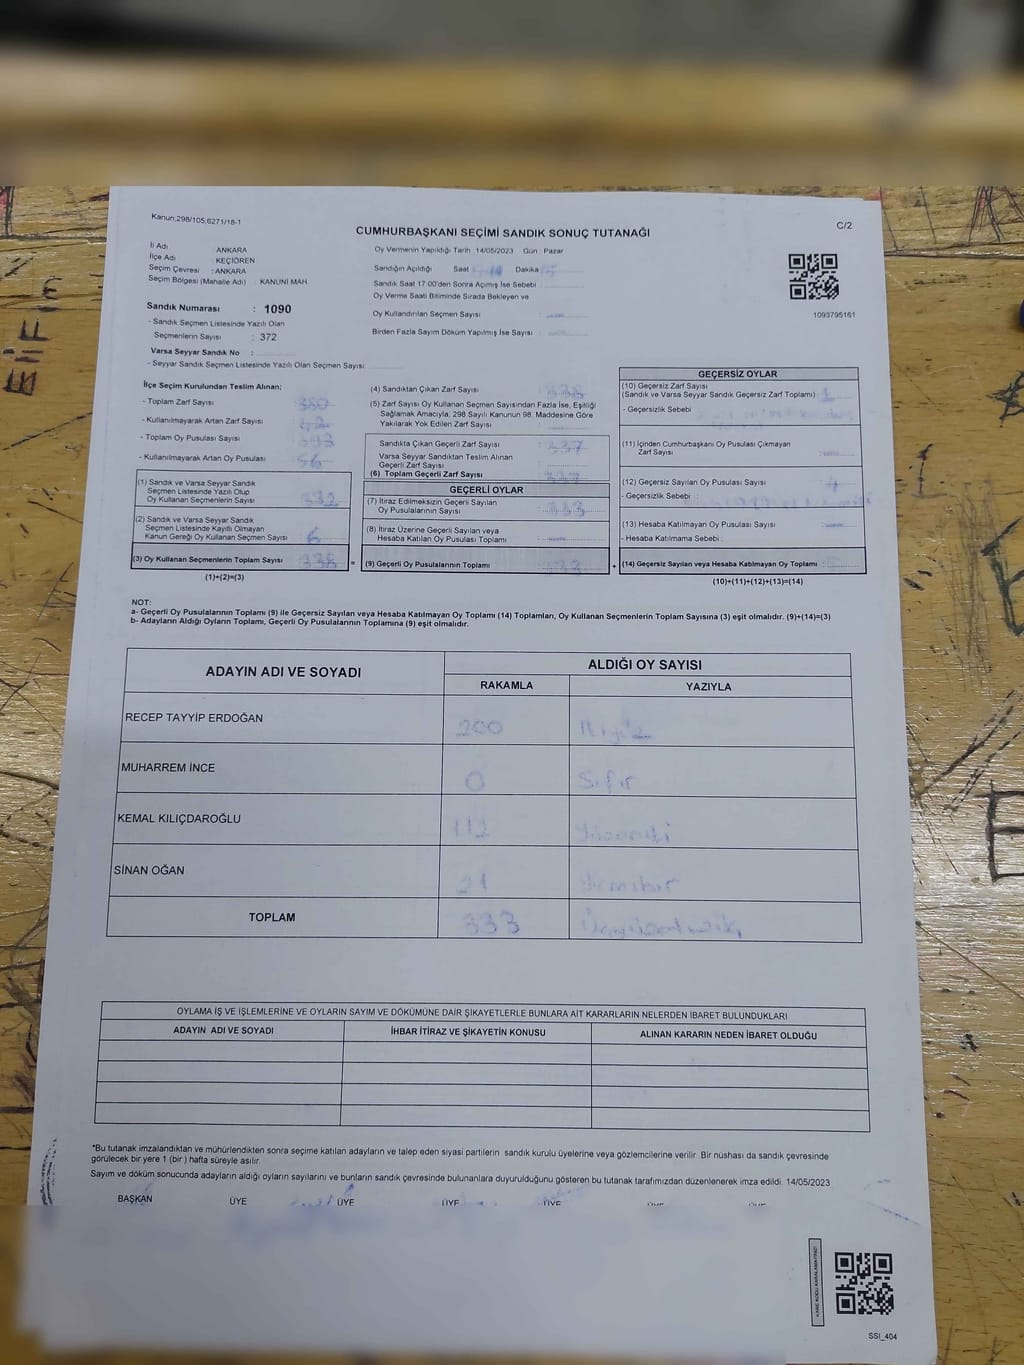 Kanun;298/105,6271/18-1
C/2
CUMHURBAŞKANI SEÇİMİ SANDIK SONUÇ TUTANAĞI
İl Adı : ANKARA
İlçe Adı : KEÇİÖREN
Seçim Çevresi : ANKARA
Seçim Bölgesi (Mahalle Adı) : KANUNİ MAH.
Oy Vermenin Yapıldığı Tarih : 14/05/2023 Gün : Pazar
Sandığın Açıldığı Saat Dakika
Sandık Saat 17.00'den Sonra Açımış İse Sebebi :
Oy Verme Saati Bitiminde Sırada Bekleyen ve
Oy Kullandırılan Seçmen Sayısı :
Birden Fazla Sayım Döküm Yapılmış İse Sayısı :
1093795161
Sandık Numarası : 1090
- Sandık Seçmen Listesinde Yazılı Olan
Seçmenlerin Sayısı : 372
Varsa Seyyar Sandık No :
- Seyyar Sandık Seçmen Listesinde Yazılı Olan Seçmen Sayısı :
İlçe Seçim Kurulundan Teslim Alınan;
- Toplam Zarf Sayısı : 380
- Kullanılmayarak Artan Zarf Sayısı : 42
- Toplam Oy Pusulası Sayısı : 393
- Kullanılmayarak Artan Oy Pusulası :
(1) Sandık ve Varsa Seyyar Sandık
Seçmen Listesinde Yazılı Olup
Oy Kullanan Seçmenlerin Sayısı : 332
(2) Sandık ve Varsa Seyyar Sandık
Seçmen Listesinde Kayıtlı Olmayan
Kanun Gereği Oy Kullanan Seçmen Sayısı : 6
(3) Oy Kullanan Seçmenlerin Toplam Sayısı : 338
(1)+(2)=(3)
(4) Sandıktan Çıkan Zarf Sayısı : 338
(5) Zarf Sayısı Oy Kullanan Seçmen Sayısından Fazla İse, Eşitliği
Sağlamak Amacıyla, 298 Sayılı Kanunun 98. Maddesine Göre
Yakılarak Yok Edilen Zarf Sayısı :
Sandıkta Çıkan Geçerli Zarf Sayısı : 337
Varsa Seyyar Sandıktan Teslim Alınan
Geçerli Zarf Sayısı :
(6) Toplam Geçerli Zarf Sayısı : 337
GEÇERLİ OYLAR
(7) İtiraz Edilmeksizin Geçerli Sayılan
Oy Pusulalarının Sayısı : 333
(8) İtiraz Üzerine Geçerli Sayılan veya
Hesaba Katılan Oy Pusulası Toplamı :
= (9) Geçerli Oy Pusulalarının Toplamı : 333
GEÇERSİZ OYLAR
(10) Geçersiz Zarf Sayısı
(Sandık ve Varsa Seyyar Sandık Geçersiz Zarf Toplamı) : 1
- Geçersizlik Sebebi :
(11) İçinden Cumhurbaşkanı Oy Pusulası Çıkmayan
Zarf Sayısı :
(12) Geçersiz Sayılan Oy Pusulası Sayısı : 4
- Geçersizlik Sebebi :
(13) Hesaba Katılmayan Oy Pusulası Sayısı :
- Hesaba Katılmama Sebebi :
+ (14) Geçersiz Sayılan veya Hesaba Katılmayan Oy Toplamı :
(10)+(11)+(12)+(13)=(14)
NOT:
a- Geçerli Oy Pusulalarının Toplamı (9) ile Geçersiz Sayılan veya Hesaba Katılmayan Oy Toplamı (14) Toplamları, Oy Kullanan Seçmenlerin Toplam Sayısına (3) eşit olmalıdır. (9)+(14)=(3)
b- Adayların Aldığı Oyların Toplamı, Geçerli Oy Pusulalarının Toplamına (9) eşit olmalıdır.
ADAYIN ADI VE SOYADI
ALDIĞI OY SAYISI
RAKAMLA YAZIYLA
RECEP TAYYİP ERDOĞAN 200 İkiyüz
MUHARREM İNCE 0 Sıfır
KEMAL KILIÇDAROĞLU 112 Yüzoniki
SİNAN OĞAN 21 Yirmibir
TOPLAM 333
OYLAMA İŞ VE İŞLEMLERİNE VE OYLARIN SAYIM VE DÖKÜMÜNE DAİR ŞİKAYETLERLE BUNLARA AİT KARARLARIN NELERDEN İBARET BULUNDUKLARI
ADAYIN ADI VE SOYADI İHBAR İTİRAZ VE ŞİKAYETİN KONUSU ALINAN KARARIN NEDEN İBARET OLDUĞU
*Bu tutanak imzalandıktan ve mühürlendikten sonra seçime katılan adayların ve talep eden siyasi partilerin sandık kurulu üyelerine veya gözlemcilerine verilir. Bir nüshası da sandık çevresinde
görülecek bir yere 1 (bir ) hafta süreyle asılır.
Sayım ve döküm sonucunda adayların aldığı oyların sayılarını ve bunların sandık çevresinde bulunanlara duyurulduğunu gösteren bu tutanak tarafımızdan düzenlenerek imza edildi. 14/05/2023
BAŞKAN ÜYE ÜYE ÜYE ÜYE ÜYE ÜYE
KARE KODU KARALAMAYINIZ!
SSİ_404